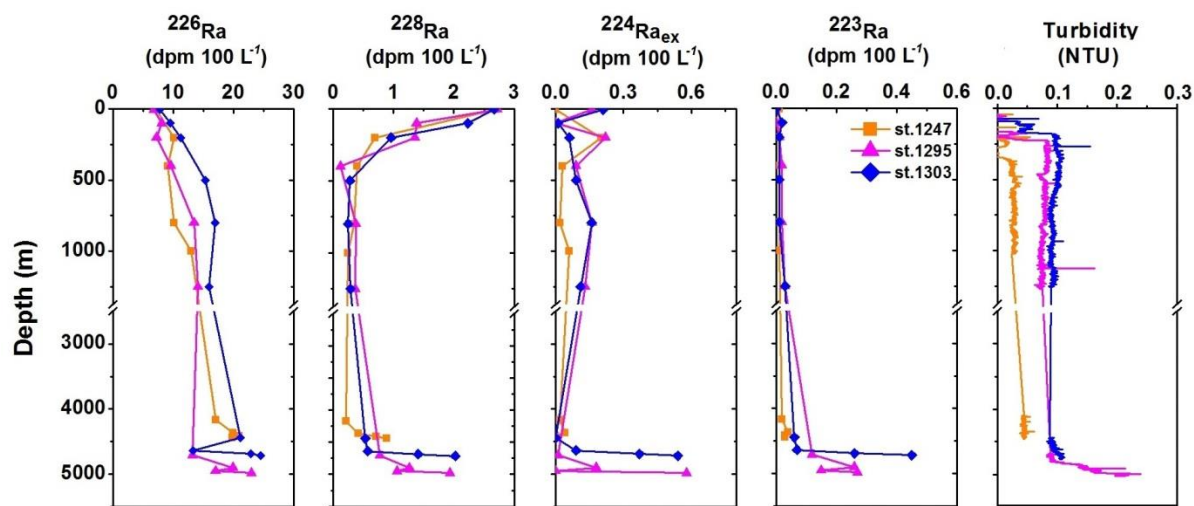 ²²⁶Ra
(dpm 100 L⁻¹)
0 10 20 30
²²⁸Ra
(dpm 100 L⁻¹)
0 1 2 3
²²⁴Raₑₓ
(dpm 100 L⁻¹)
0.0 0.2 0.4 0.6
²²³Ra
(dpm 100 L⁻¹)
0.0 0.2 0.4 0.6
Turbidity
(NTU)
0.0 0.1 0.2 0.3
st.1247
st.1295
st.1303
Depth (m)
0
500
1000
3000
4000
5000